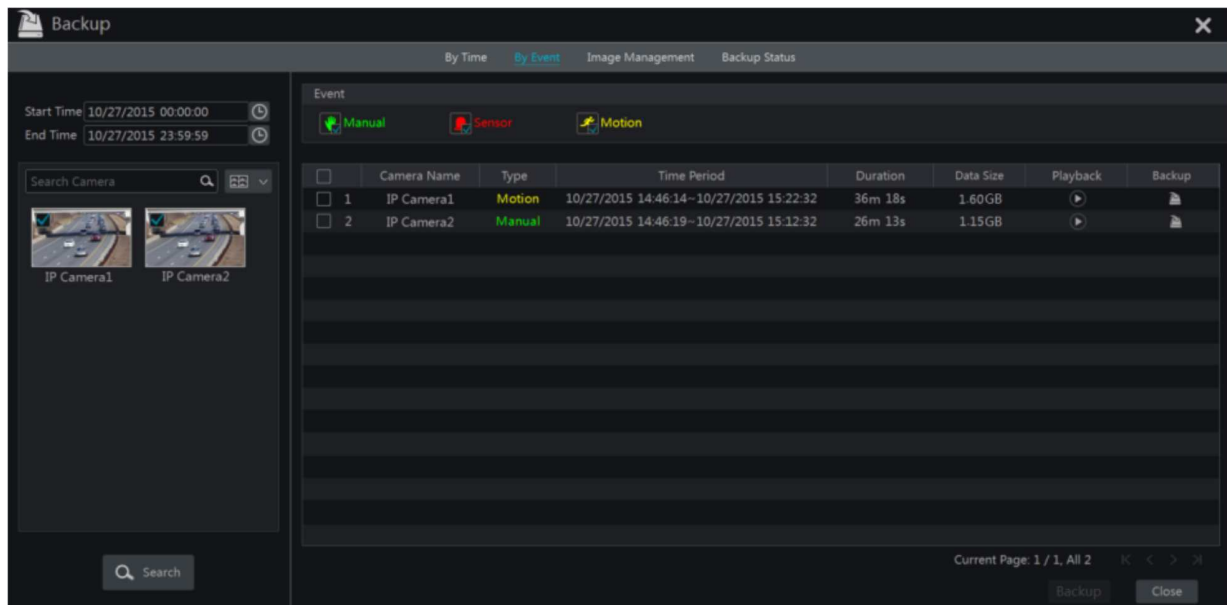 Backup
By Time By Event Image Management Backup Status
Start Time 10/27/2015 00:00:00
End Time 10/27/2015 23:59:59
Search Camera
IP Camera1 IP Camera2
Search
Event
Manual Sensor Motion
Camera Name Type Time Period Duration Data Size Playback Backup
1 IP Camera1 Motion 10/27/2015 14:46:14~10/27/2015 15:22:32 36m 18s 1.60GB
2 IP Camera2 Manual 10/27/2015 14:46:19~10/27/2015 15:12:32 26m 13s 1.15GB
Current Page: 1 / 1, All 2
Backup Close